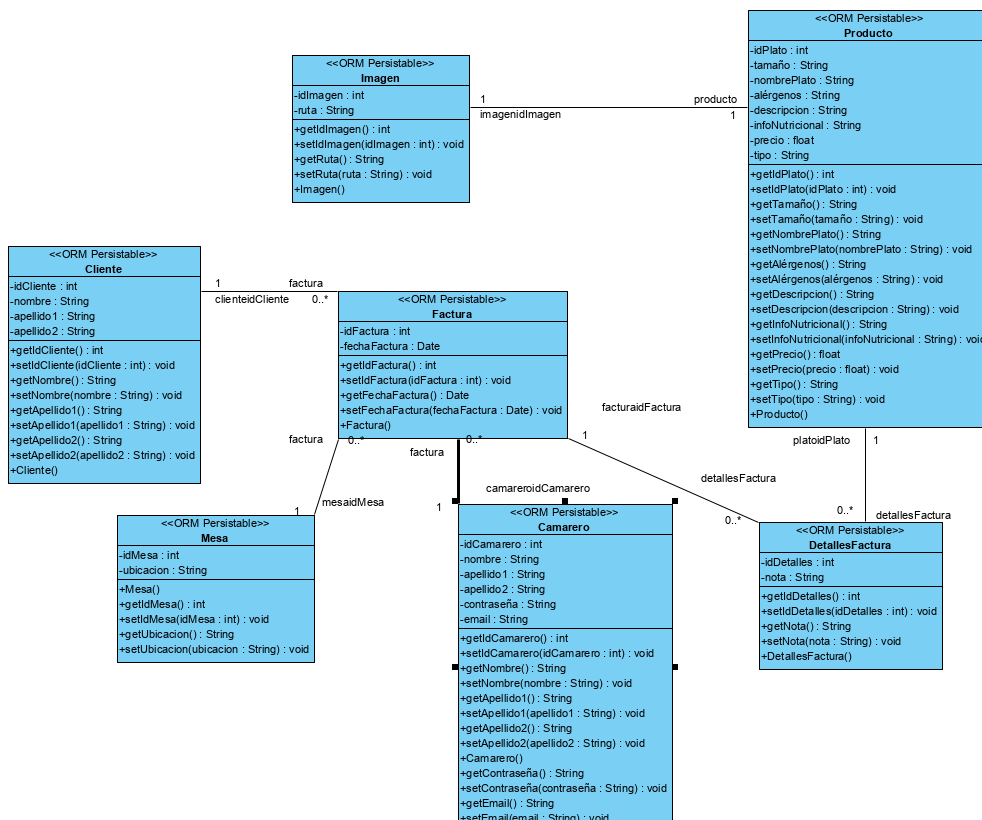 <<ORM Persistable>>
Producto
-idPlato : int
-tamaño : String
-nombrePlato : String
-alérgenos : String
-descripcion : String
-infoNutricional : String
-precio : float
-tipo : String
+getIdPlato() : int
+setIdPlato(idPlato : int) : void
+getTamaño() : String
+setTamaño(tamaño : String) : void
+getNombrePlato() : String
+setNombrePlato(nombrePlato : String) : void
+getAlérgenos() : String
+setAlérgenos(alérgenos : String) : void
+getDescripcion() : String
+setDescripcion(descripcion : String) : void
+getInfoNutricional() : String
+setInfoNutricional(infoNutricional : String) : void
+getPrecio() : float
+setPrecio(precio : float) : void
+getTipo() : String
+setTipo(tipo : String) : void
+Producto()
<<ORM Persistable>>
Imagen
-idImagen : int
-ruta : String
+getIdImagen() : int
+setIdImagen(idImagen : int) : void
+getRuta() : String
+setRuta(ruta : String) : void
+Imagen()
1
imagenidImagen
producto
1
<<ORM Persistable>>
Cliente
-idCliente : int
-nombre : String
-apellido1 : String
-apellido2 : String
+getIdCliente() : int
+setIdCliente(idCliente : int) : void
+getNombre() : String
+setNombre(nombre : String) : void
+getApellido1() : String
+setApellido1(apellido1 : String) : void
+getApellido2() : String
+setApellido2(apellido2 : String) : void
+Cliente()
1
clienteidCliente
factura
0..*
<<ORM Persistable>>
Factura
-idFactura : int
-fechaFactura : Date
+getIdFactura() : int
+setIdFactura(idFactura : int) : void
+getFechaFactura() : Date
+setFechaFactura(fechaFactura : Date) : void
+Factura()
factura
0..*
mesaidMesa
1
factura
0..*
camareroidCamarero
1
facturaidFactura
1
detallesFactura
0..*
platoidPlato
1
0..*
detallesFactura
<<ORM Persistable>>
Mesa
-idMesa : int
-ubicacion : String
+Mesa()
+getIdMesa() : int
+setIdMesa(idMesa : int) : void
+getUbicacion() : String
+setUbicacion(ubicacion : String) : void
<<ORM Persistable>>
Camarero
-idCamarero : int
-nombre : String
-apellido1 : String
-apellido2 : String
-contraseña : String
-email : String
+getIdCamarero() : int
+setIdCamarero(idCamarero : int) : void
+getNombre() : String
+setNombre(nombre : String) : void
+getApellido1() : String
+setApellido1(apellido1 : String) : void
+getApellido2() : String
+setApellido2(apellido2 : String) : void
+Camarero()
+getContraseña() : String
+setContraseña(contraseña : String) : void
+getEmail() : String
+setEmail(email : String) : void
<<ORM Persistable>>
DetallesFactura
-idDetalles : int
-nota : String
+getIdDetalles() : int
+setIdDetalles(idDetalles : int) : void
+getNota() : String
+setNota(nota : String) : void
+DetallesFactura()